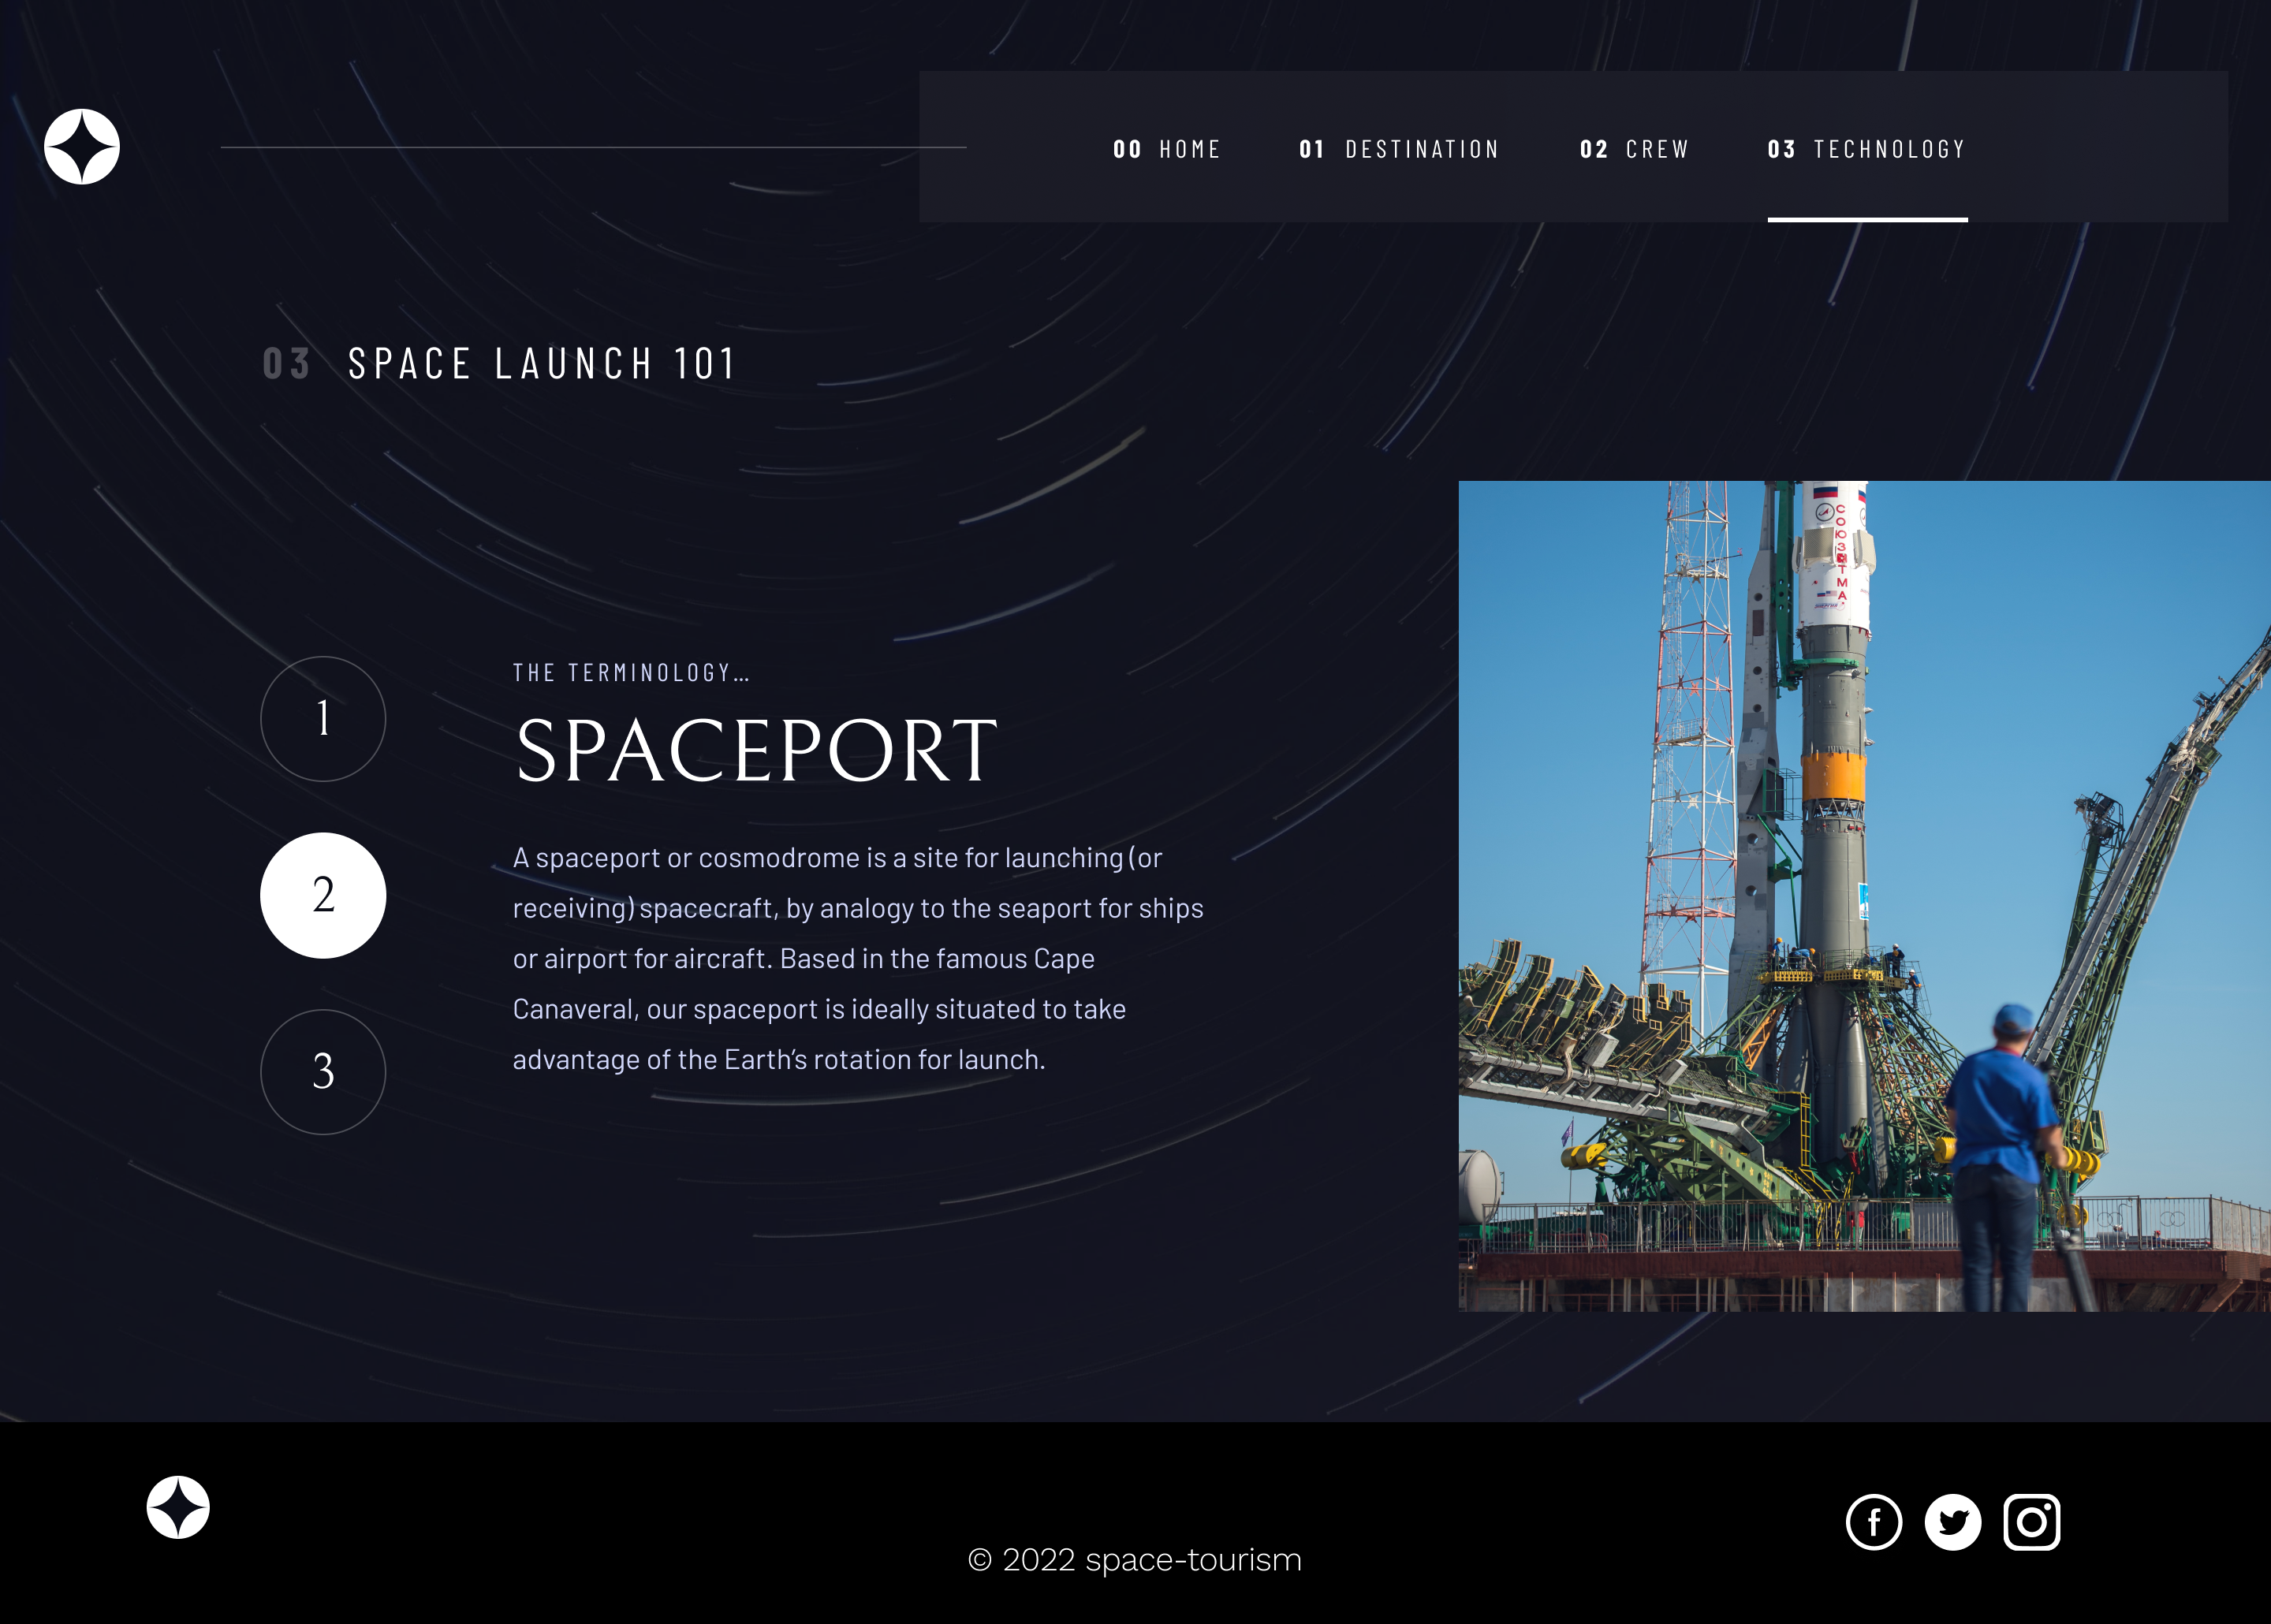 00 HOME 01 DESTINATION 02 CREW 03 TECHNOLOGY
03 SPACE LAUNCH 101
1
2
3
THE TERMINOLOGY…
SPACEPORT
A spaceport or cosmodrome is a site for launching (or
receiving) spacecraft, by analogy to the seaport for ships
or airport for aircraft. Based in the famous Cape
Canaveral, our spaceport is ideally situated to take
advantage of the Earth’s rotation for launch.
СОЮЗ
ТМА
© 2022 space-tourism